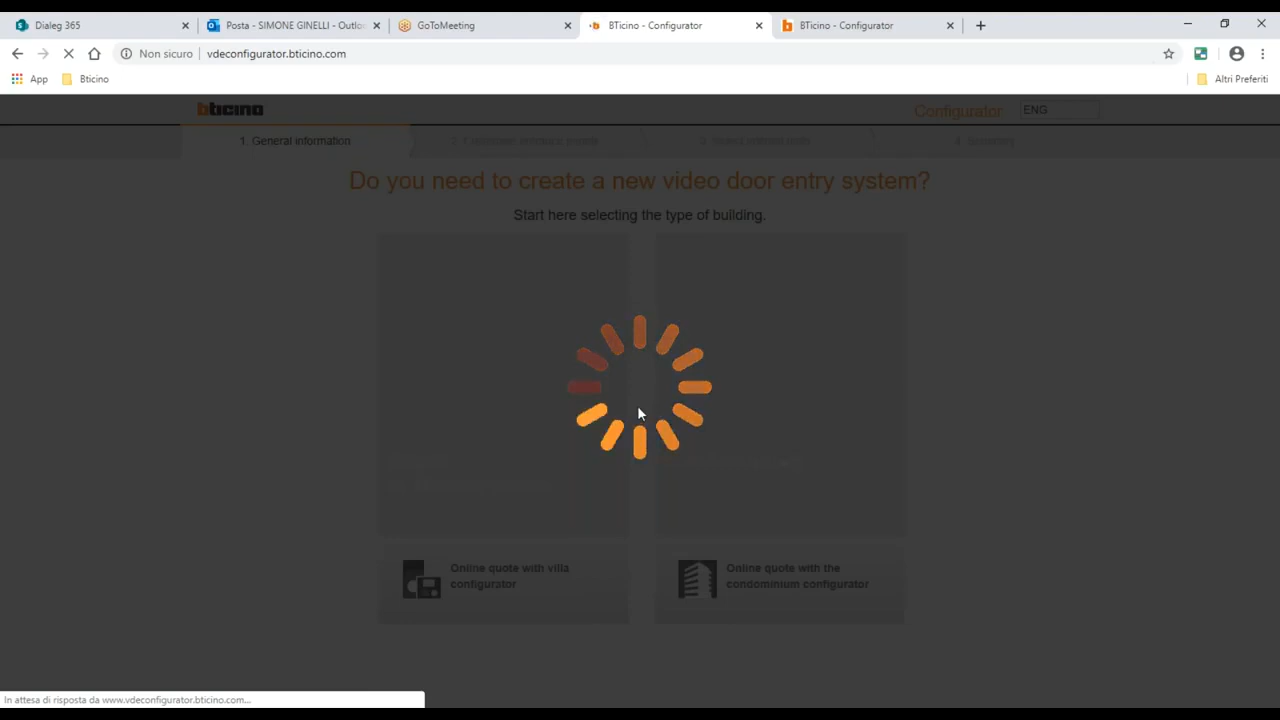 Dialeg 365
Posta - SIMONE GINELLI - Outlo
GoToMeeting
BTicino - Configurator
BTicino - Configurator
Non sicuro
vdeconfigurator.bticino.com
App
Bticino
Altri Preferiti
bticino
Configurator
ENG
1. General information
4. Summary
Do you need to create a new video door entry system?
Start here selecting the type of building.
Online quote with villa
configurator
Online quote with the
condominium configurator
In attesa di risposta da www.vdeconfigurator.bticino.com...